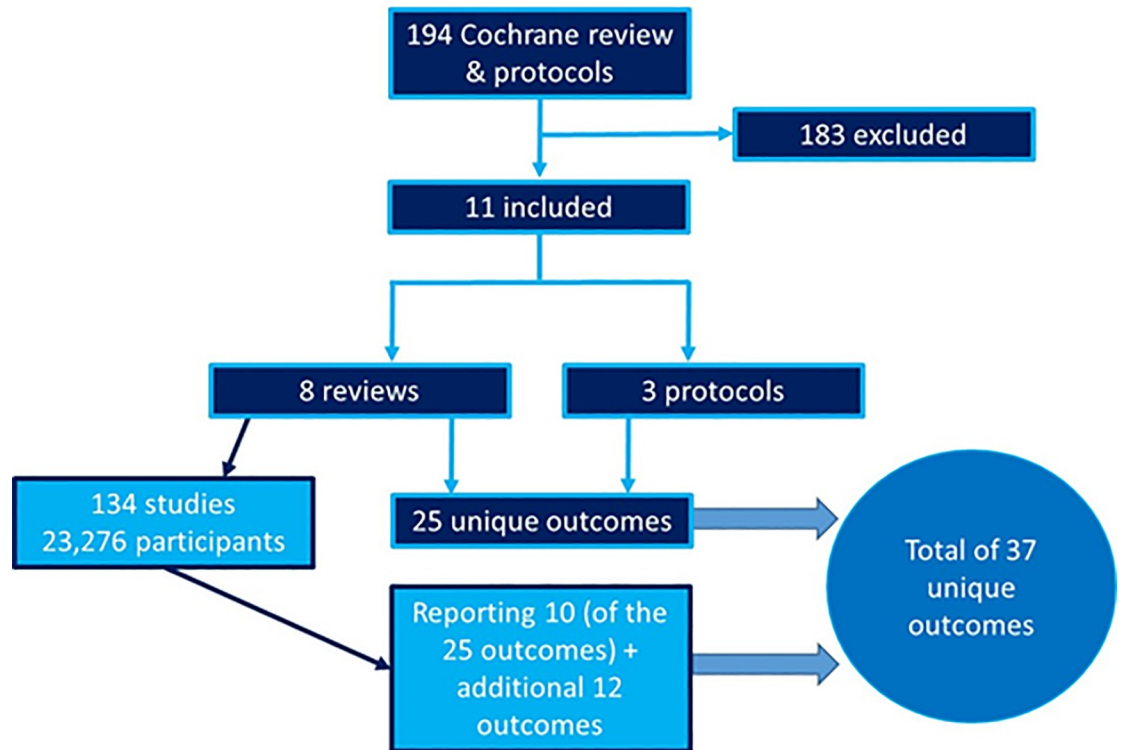 194 Cochrane review
& protocols
183 excluded
11 included
8 reviews
3 protocols
134 studies
23,276 participants
25 unique outcomes
Reporting 10 (of the
25 outcomes) +
additional 12
outcomes
Total of 37
unique
outcomes